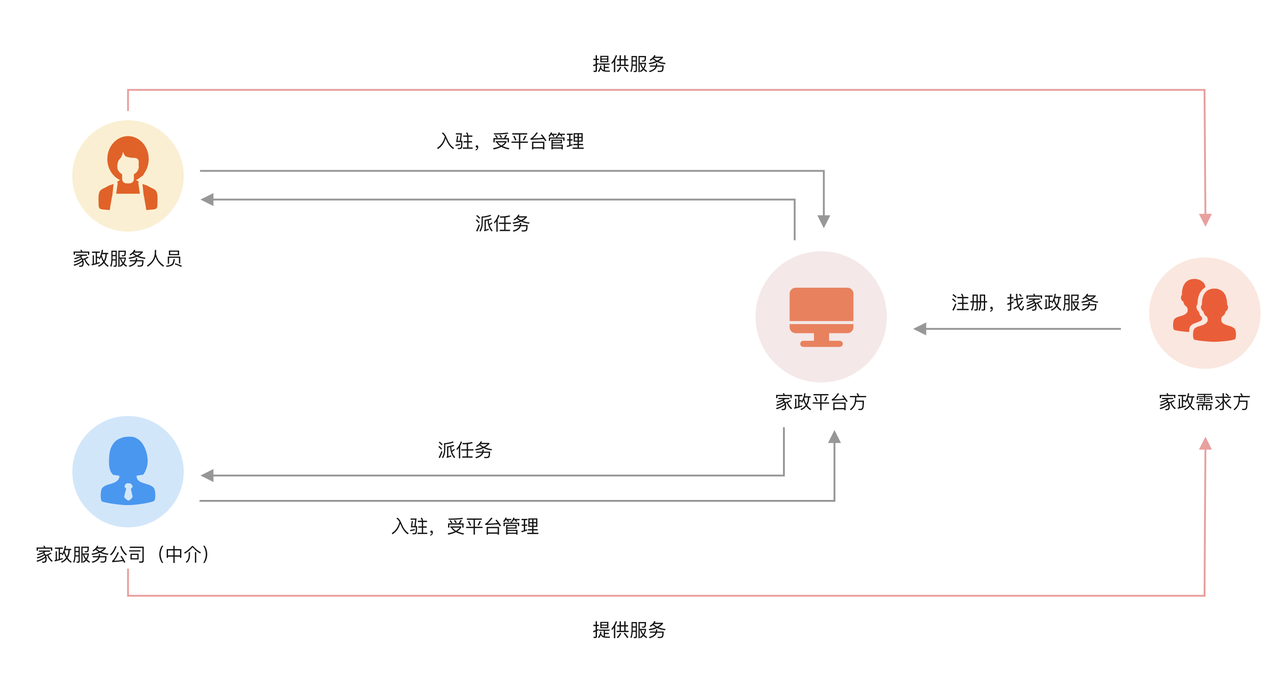 提供服务
入驻，受平台管理
派任务
家政服务人员
注册，找家政服务
家政平台方
家政需求方
派任务
入驻，受平台管理
家政服务公司（中介）
提供服务